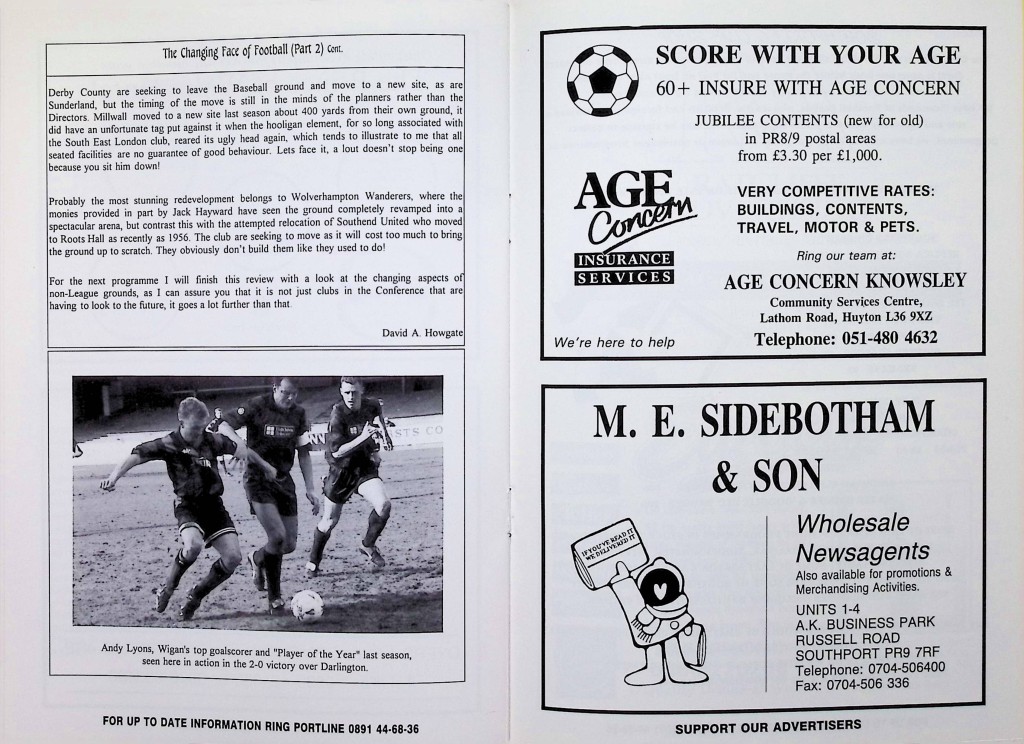 The Changing Face of Football (Part 2) Cont.
Derby County are seeking to leave the Baseball ground and move to a new site, as are
Sunderland, but the timing of the move is still in the minds of the planners rather than the
Directors. Millwall moved to a new site last season about 400 yards from their own ground, it
did have an unfortunate tag put against it when the hooligan element, for so long associated with
the South East London club, reared its ugly head again, which tends to illustrate to me that all
seated facilities are no guarantee of good behaviour. Lets face it, a lout doesn't stop being one
because you sit him down!
Probably the most stunning redevelopment belongs to Wolverhampton Wanderers, where the
monies provided in part by Jack Hayward have seen the ground completely revamped into a
spectacular arena, but contrast this with the attempted relocation of Southend United who moved
to Roots Hall as recently as 1956. The club are seeking to move as it will cost too much to bring
the ground up to scratch. They obviously don't build them like they used to do!
For the next programme I will finish this review with a look at the changing aspects of
non-League grounds, as I can assure you that it is not just clubs in the Conference that are
having to look to the future, it goes a lot further than that.
David A. Howgate
STS CO
Andy Lyons, Wigan's top goalscorer and "Player of the Year" last season,
seen here in action in the 2-0 victory over Darlington.
FOR UP TO DATE INFORMATION RING PORTLINE 0891 44-68-36
SCORE WITH YOUR AGE
60+ INSURE WITH AGE CONCERN
JUBILEE CONTENTS (new for old)
in PR8/9 postal areas
from £3.30 per £1,000.
AGE
Concern
INSURANCE
SERVICES
VERY COMPETITIVE RATES:
BUILDINGS, CONTENTS,
TRAVEL, MOTOR & PETS.
Ring our team at:
AGE CONCERN KNOWSLEY
Community Services Centre,
Lathom Road, Huyton L36 9XZ
Telephone: 051-480 4632
We're here to help
M. E. SIDEBOTHAM
& SON
IF YOU'VE READ IT
WE DELIVERED IT
Wholesale
Newsagents
Also available for promotions &
Merchandising Activities.
UNITS 1-4
A.K. BUSINESS PARK
RUSSELL ROAD
SOUTHPORT PR9 7RF
Telephone: 0704-506400
Fax: 0704-506 336
SUPPORT OUR ADVERTISERS